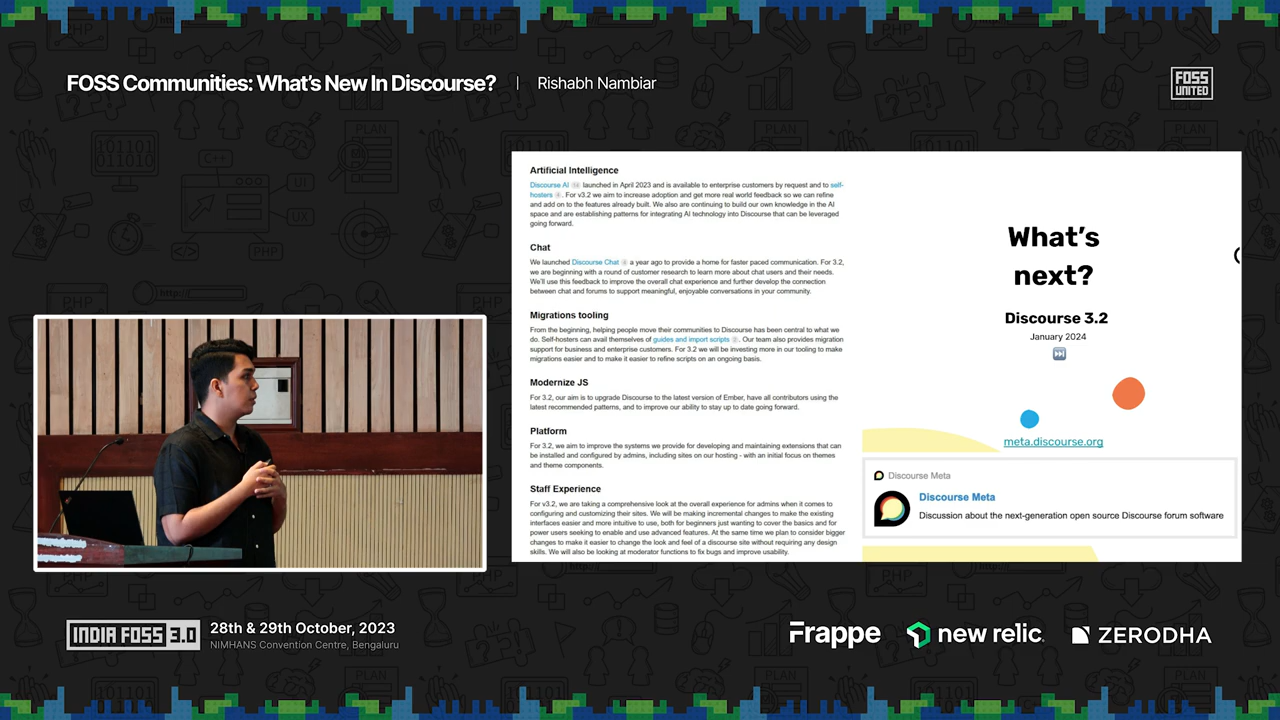 FOSS Communities: What's New In Discourse? | Rishabh Nambiar
FOSS
UNITED
Artificial Intelligence
Discourse AI launched in April 2023 and is available to enterprise customers by request and to self-
hosters. For v3.2 we aim to increase adoption and get more real world feedback so we can refine
and add on to the features already built. We also are continuing to build our own knowledge in the AI
space and are establishing patterns for integrating AI technology into Discourse that can be leveraged
going forward.
Chat
We launched Discourse Chat a year ago to provide a home for faster paced communication. For 3.2,
we are beginning with a round of customer research to learn more about chat users and their needs.
We'll use this feedback to improve the overall chat experience and further develop the connection
between chat and forums to support meaningful, enjoyable conversations in your community.
Migrations tooling
From the beginning, helping people move their communities to Discourse has been central to what we
do. Self-hosters can avail themselves of guides and import scripts. Our team also provides migration
support for business and enterprise customers. For 3.2 we will be investing more in our tooling to make
migrations easier and to make it easier to refine scripts on an ongoing basis.
Modernize JS
For 3.2, our aim is to upgrade Discourse to the latest version of Ember, have all contributors using the
latest recommended patterns, and to improve our ability to stay up to date going forward.
Platform
For 3.2, we aim to improve the systems we provide for developing and maintaining extensions that can
be installed and configured by admins, including sites on our hosting - with an initial focus on themes
and theme components.
Staff Experience
For v3.2, we are taking a comprehensive look at the overall experience for admins when it comes to
configuring and customizing their sites. We will be making incremental changes to make the existing
interfaces easier and more intuitive to use, both for beginners just wanting to cover the basics and for
power users seeking to enable and use advanced features. At the same time we plan to consider bigger
changes to make it easier to change the look and feel of a discourse site without requiring any design
skills. We will also be looking at moderator functions to fix bugs and improve usability.
What's
next?
Discourse 3.2
January 2024
meta.discourse.org
Discourse Meta
Discourse Meta
Discussion about the next-generation open source Discourse forum software
INDIA FOSS 3.0
28th & 29th October, 2023
NIMHANS Convention Centre, Bengaluru
Frappe
new relic
ZERODHA